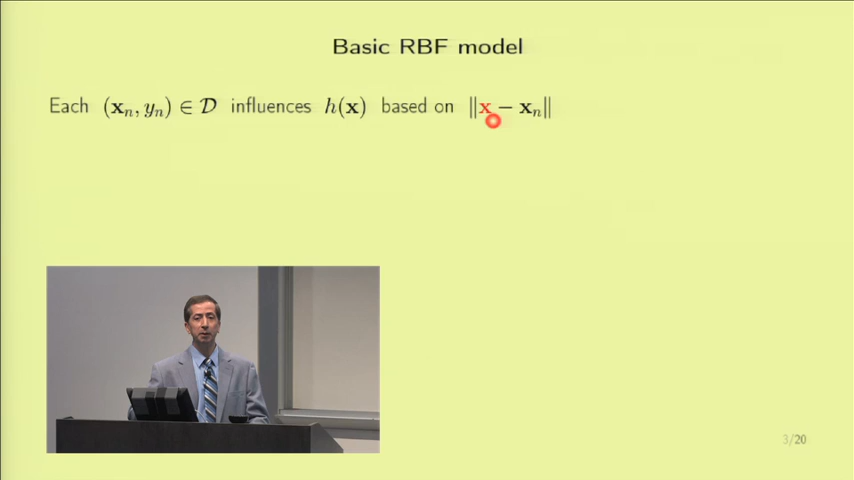 Basic RBF model
Each (𝐱ₙ, yₙ) ∈ 𝒟 influences h(𝐱) based on ‖𝐱 − 𝐱ₙ‖
3/20